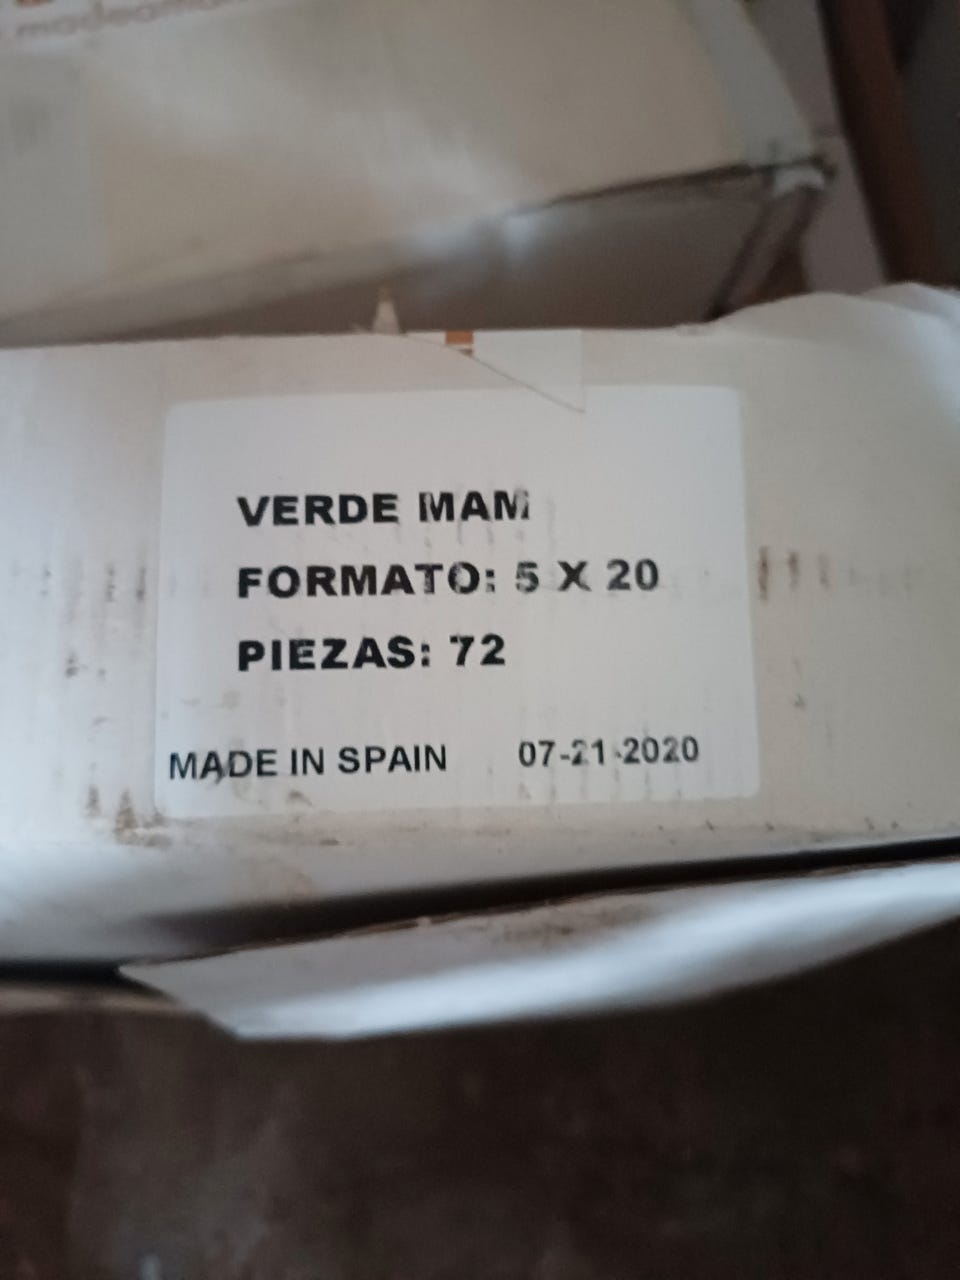 VERDE MAM
FORMATO: 5 X 20
PIEZAS: 72
MADE IN SPAIN 07-21-2020